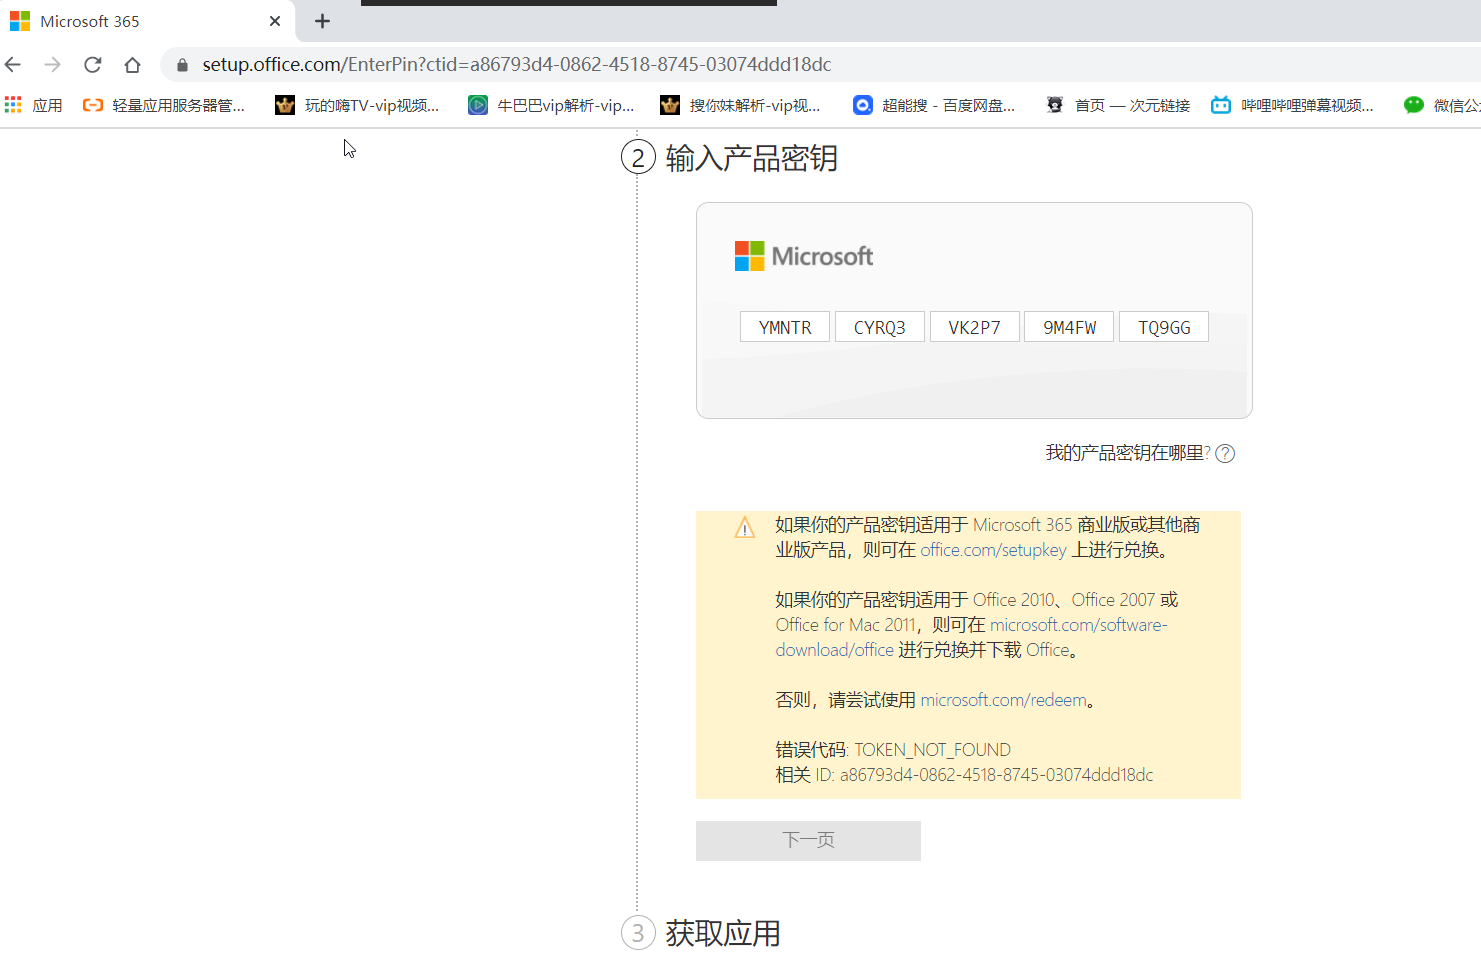 Microsoft 365
setup.office.com/EnterPin?ctid=a86793d4-0862-4518-8745-03074ddd18dc
应用 轻量应用服务器管... 玩的嗨TV-vip视频... 牛巴巴vip解析-vip... 搜你妹解析-vip视... 超能搜 - 百度网盘... 首页 — 次元链接 哔哩哔哩弹幕视频... 微信公
2 输入产品密钥
Microsoft
YMNTR CYRQ3 VK2P7 9M4FW TQ9GG
我的产品密钥在哪里?
如果你的产品密钥适用于 Microsoft 365 商业版或其他商
业版产品，则可在 office.com/setupkey 上进行兑换。
如果你的产品密钥适用于 Office 2010、Office 2007 或
Office for Mac 2011，则可在 microsoft.com/software-
download/office 进行兑换并下载 Office。
否则，请尝试使用 microsoft.com/redeem。
错误代码: TOKEN_NOT_FOUND
相关 ID: a86793d4-0862-4518-8745-03074ddd18dc
下一页
3 获取应用